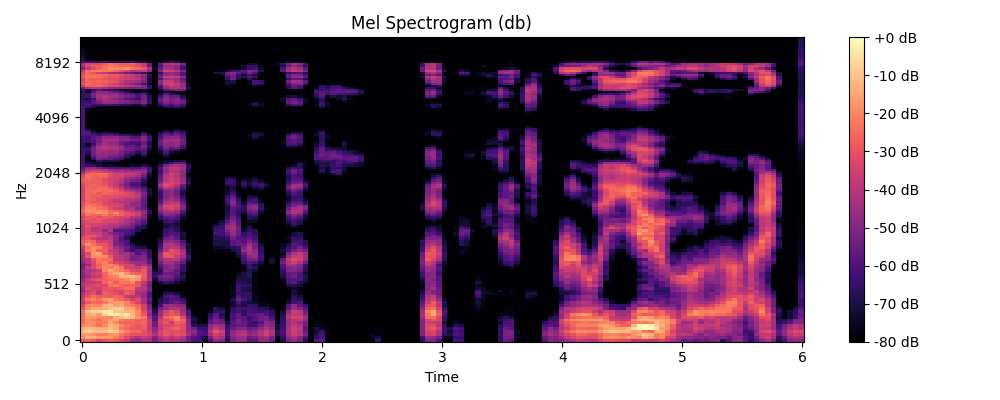 Mel Spectrogram (db)
Hz
8192
4096
2048
1024
512
0
0 1 2 3 4 5 6
Time
+0 dB
-10 dB
-20 dB
-30 dB
-40 dB
-50 dB
-60 dB
-70 dB
-80 dB